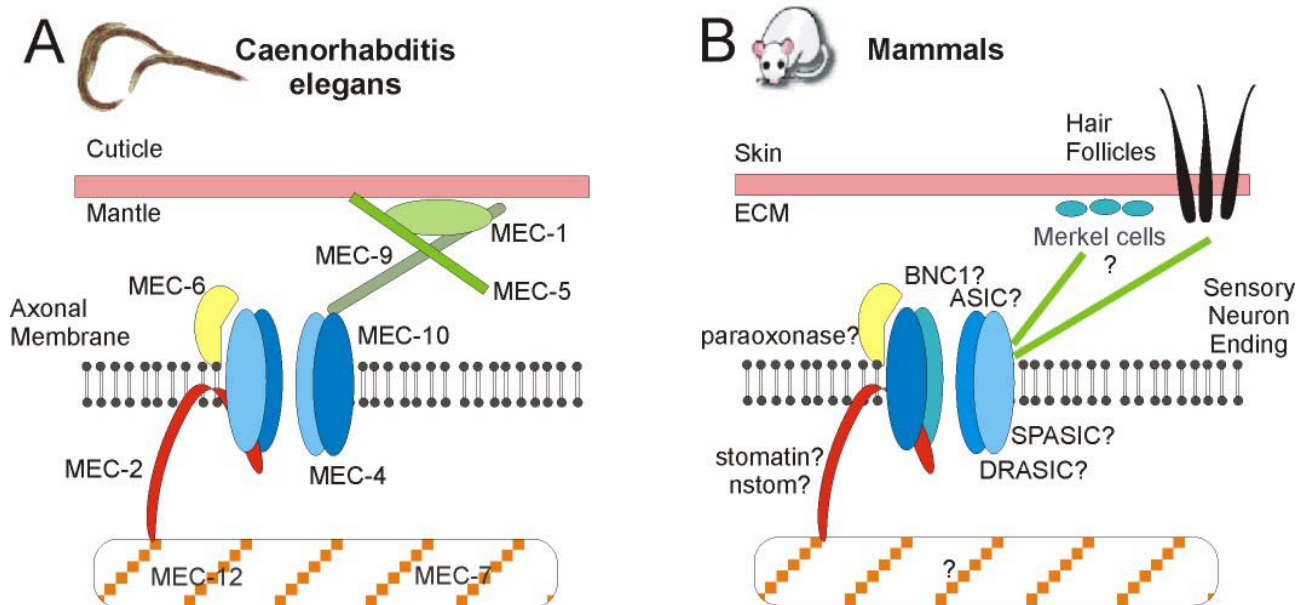 A
Caenorhabditis
elegans
Cuticle
Mantle
MEC-1
MEC-9
MEC-5
MEC-6
Axonal
Membrane
MEC-10
MEC-2
MEC-4
MEC-12
MEC-7
B
Mammals
Hair
Follicles
Skin
ECM
Merkel cells
?
BNC1?
ASIC?
Sensory
Neuron
Ending
paraoxonase?
SPASIC?
DRASIC?
stomatin?
nstom?
?